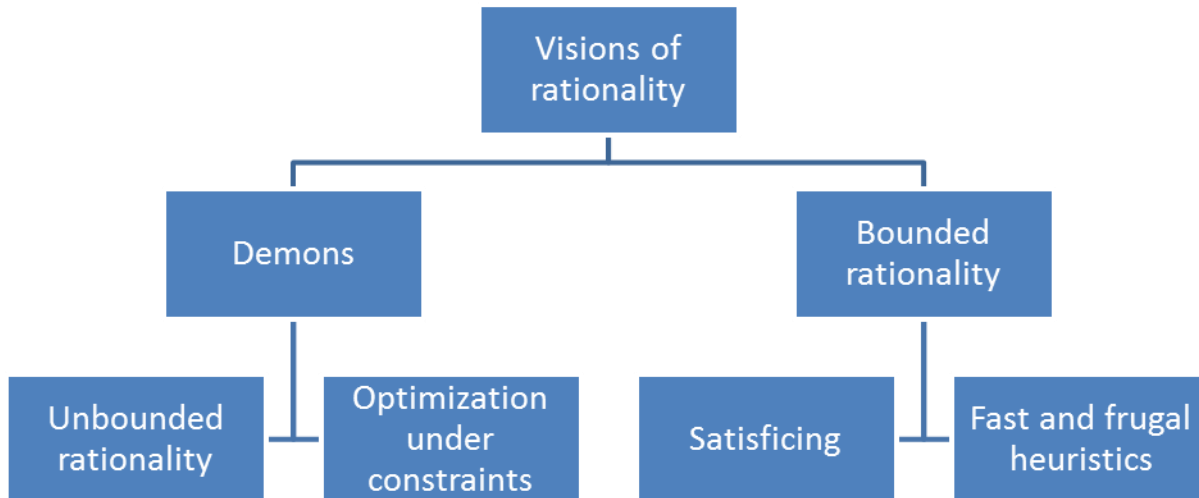 Visions of
rationality
Demons
Bounded
rationality
Unbounded
rationality
Optimization
under
constraints
Satisficing
Fast and frugal
heuristics